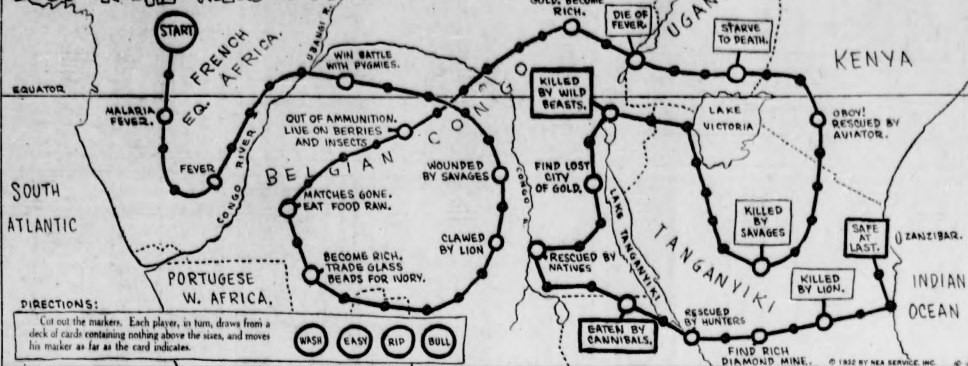 GOLD. BECOME
RICH.
DIE OF
FEVER.
STARVE
TO DEATH.
START
FRENCH
EQ. AFRICA.
UBANGI R.
WIN BATTLE
WITH PYGMIES.
KENYA
EQUATOR
KILLED
BY WILD
BEASTS.
LAKE
VICTORIA
MALARIA
FEVER.
OUT OF AMMUNITION.
LIVE ON BERRIES
AND INSECTS
OBOY!
RESCUED BY
AVIATOR.
BELGIAN CONGO
FEVER
CONGO RIVER
WOUNDED
BY SAVAGES
CONGO
FIND LOST
CITY
OF GOLD.
SOUTH
ATLANTIC
MATCHES GONE.
EAT FOOD RAW.
LAKE TANGANYIKI
TANGANYIKI
KILLED
BY
SAVAGES
SAFE
AT
LAST.
ZANZIBAR.
CLAWED
BY LION
BECOME RICH.
TRADE GLASS
BEADS FOR IVORY.
RESCUED BY
NATIVES
PORTUGESE
W. AFRICA.
KILLED
BY LION.
INDIAN
OCEAN
DIRECTIONS:
Cut out the markers. Each player, in turn, draws from a
deck of cards containing nothing above the sixes, and moves
his marker as far as the card indicates.
WASH
EASY
RIP
BULL
EATEN BY
CANNIBALS.
RESCUED
BY HUNTERS
FIND RICH
DIAMOND MINE.
© 1932 BY NEA SERVICE, INC.